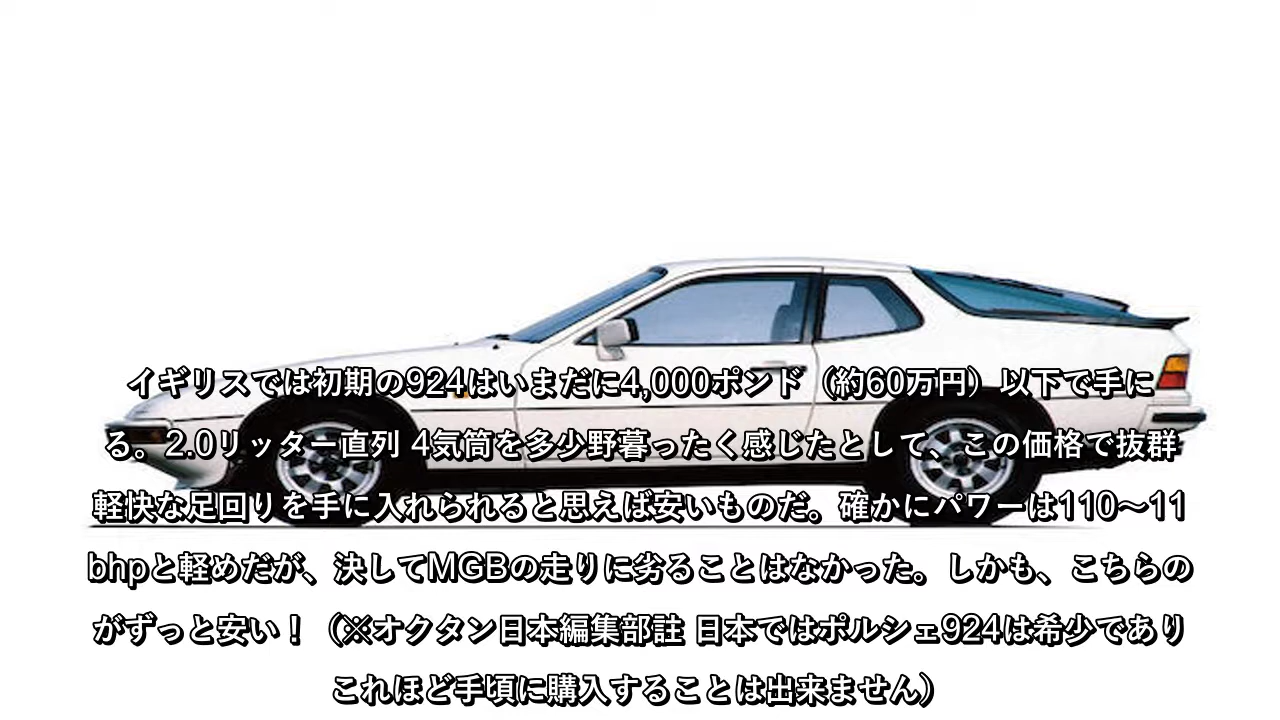 イギリスでは初期の924はいまだに4,000ポンド（約60万円）以下で手に
る。2.0リッター直列 4気筒を多少野暮ったく感じたとして、この価格で抜群
軽快な足回りを手に入れられると思えば安いものだ。確かにパワーは110〜11
bhpと軽めだが、決してMGBの走りに劣ることはなかった。しかも、こちらの
がずっと安い！（※オクタン日本編集部註 日本ではポルシェ924は希少であり
これほど手頃に購入することは出来ません）